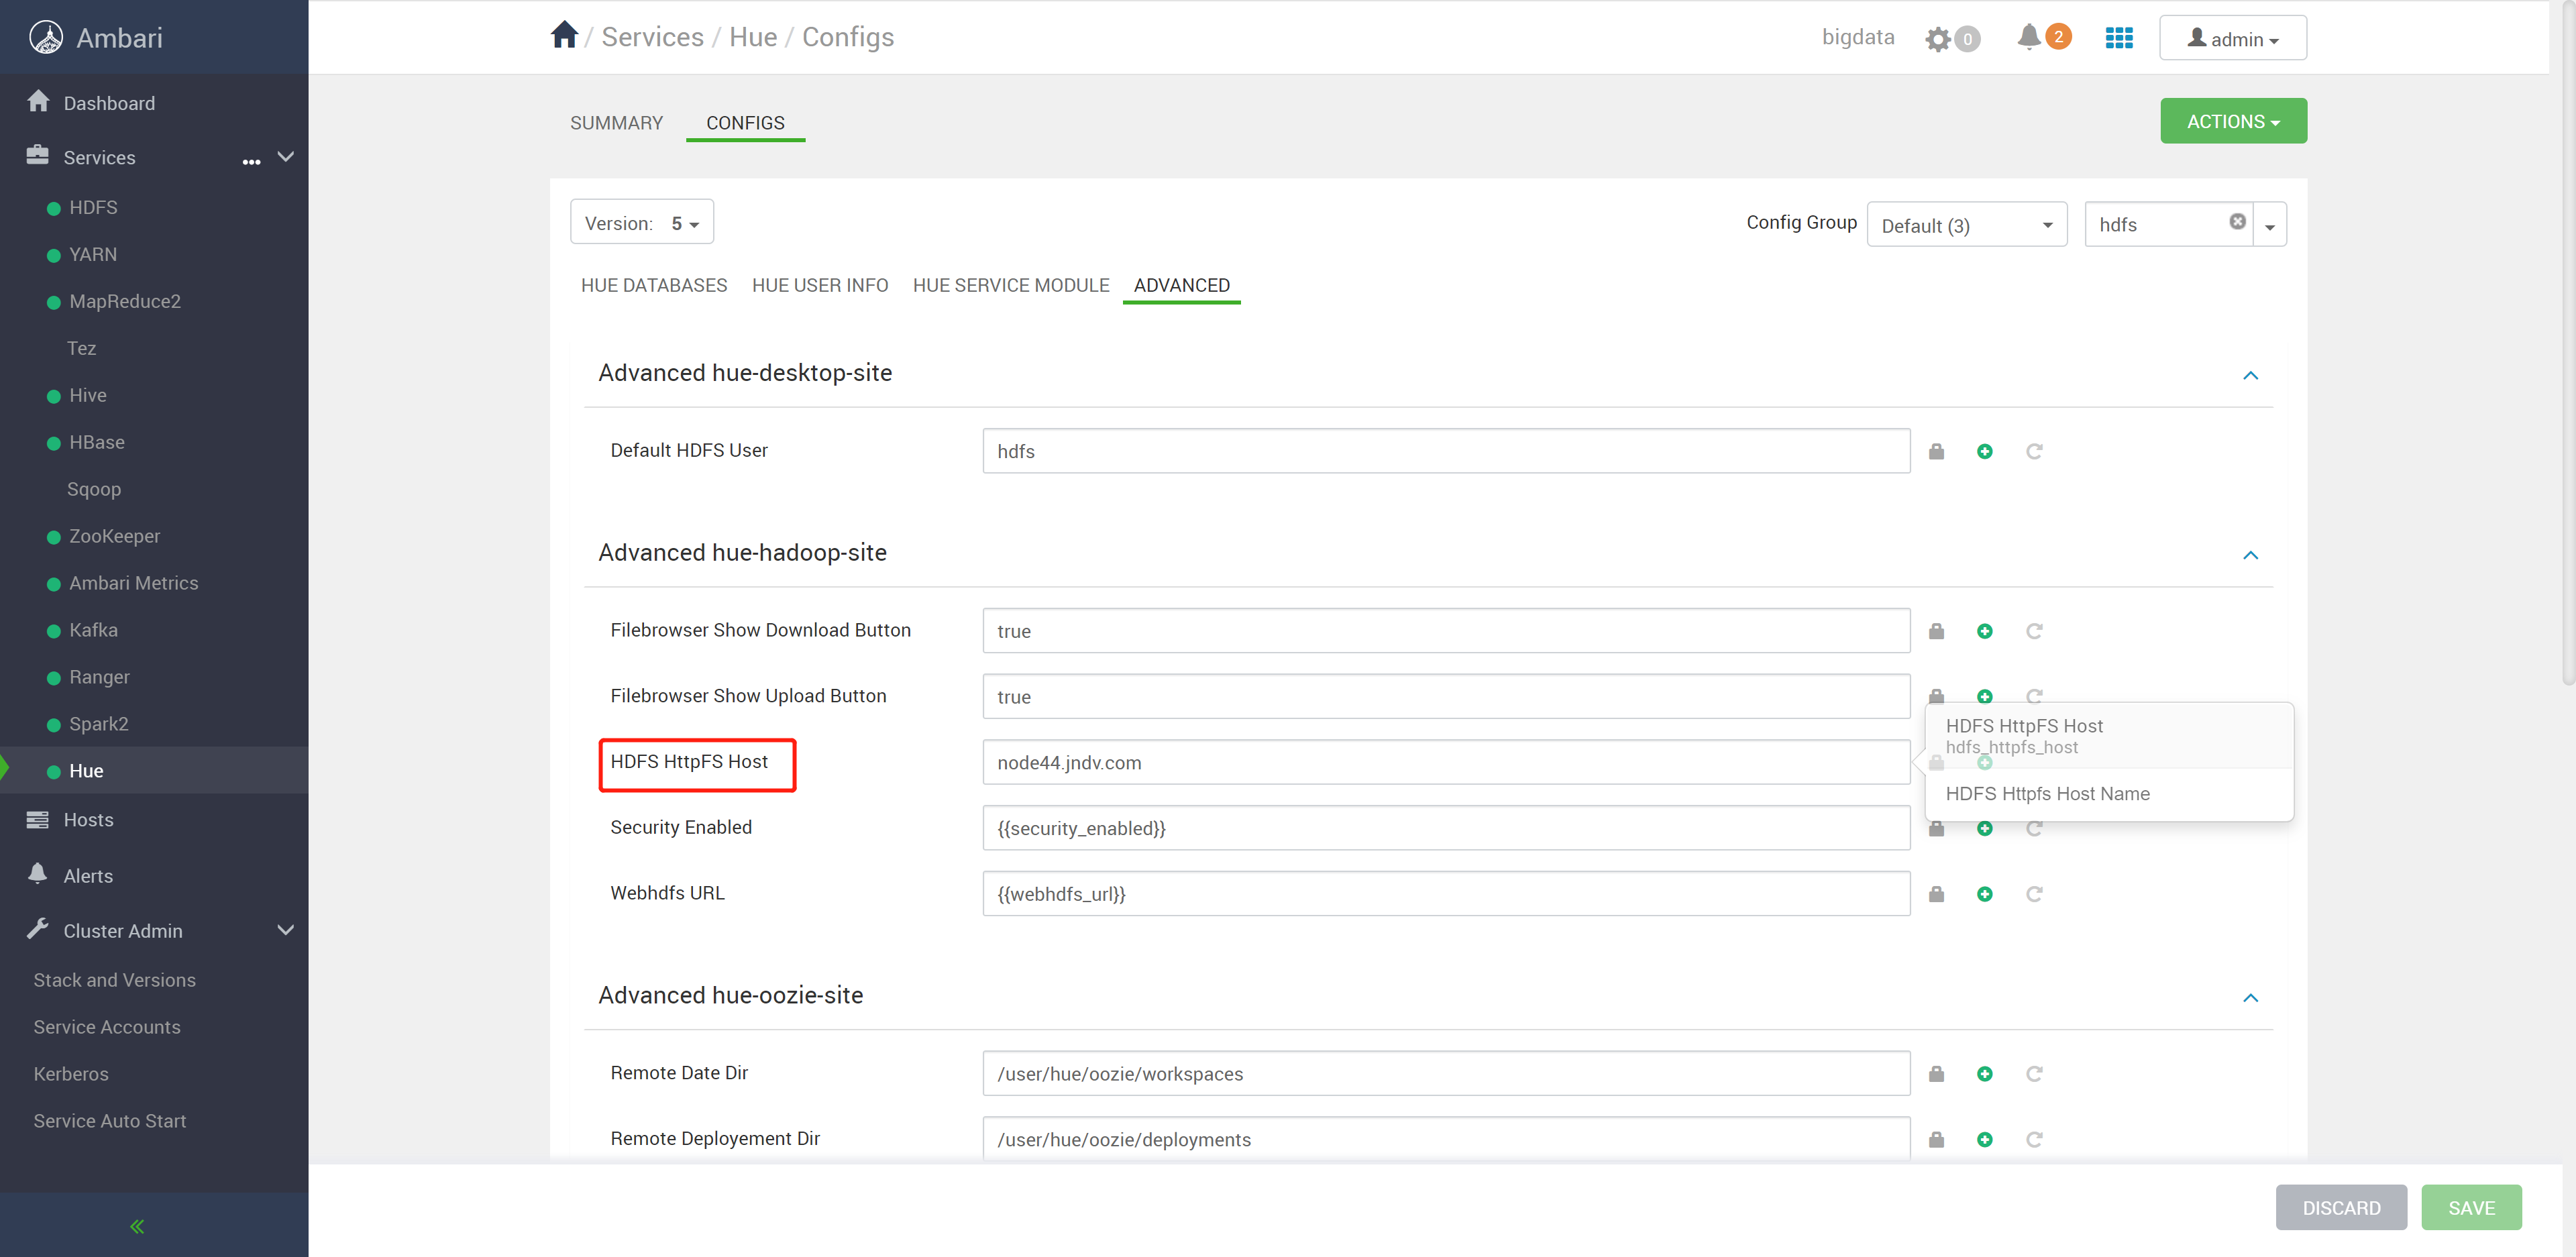 Ambari
/ Services / Hue / Configs
bigdata
0
2
admin
Dashboard
Services
...
HDFS
YARN
MapReduce2
Tez
Hive
HBase
Sqoop
ZooKeeper
Ambari Metrics
Kafka
Ranger
Spark2
Hue
Hosts
Alerts
Cluster Admin
Stack and Versions
Service Accounts
Kerberos
Service Auto Start
SUMMARY
CONFIGS
ACTIONS
Version: 5
Config Group
Default (3)
hdfs
HUE DATABASES
HUE USER INFO
HUE SERVICE MODULE
ADVANCED
Advanced hue-desktop-site
Default HDFS User
hdfs
Advanced hue-hadoop-site
Filebrowser Show Download Button
true
Filebrowser Show Upload Button
true
HDFS HttpFS Host
node44.jndv.com
HDFS HttpFS Host
hdfs_httpfs_host
HDFS Httpfs Host Name
Security Enabled
{{security_enabled}}
Webhdfs URL
{{webhdfs_url}}
Advanced hue-oozie-site
Remote Date Dir
/user/hue/oozie/workspaces
Remote Deployement Dir
/user/hue/oozie/deployments
DISCARD
SAVE